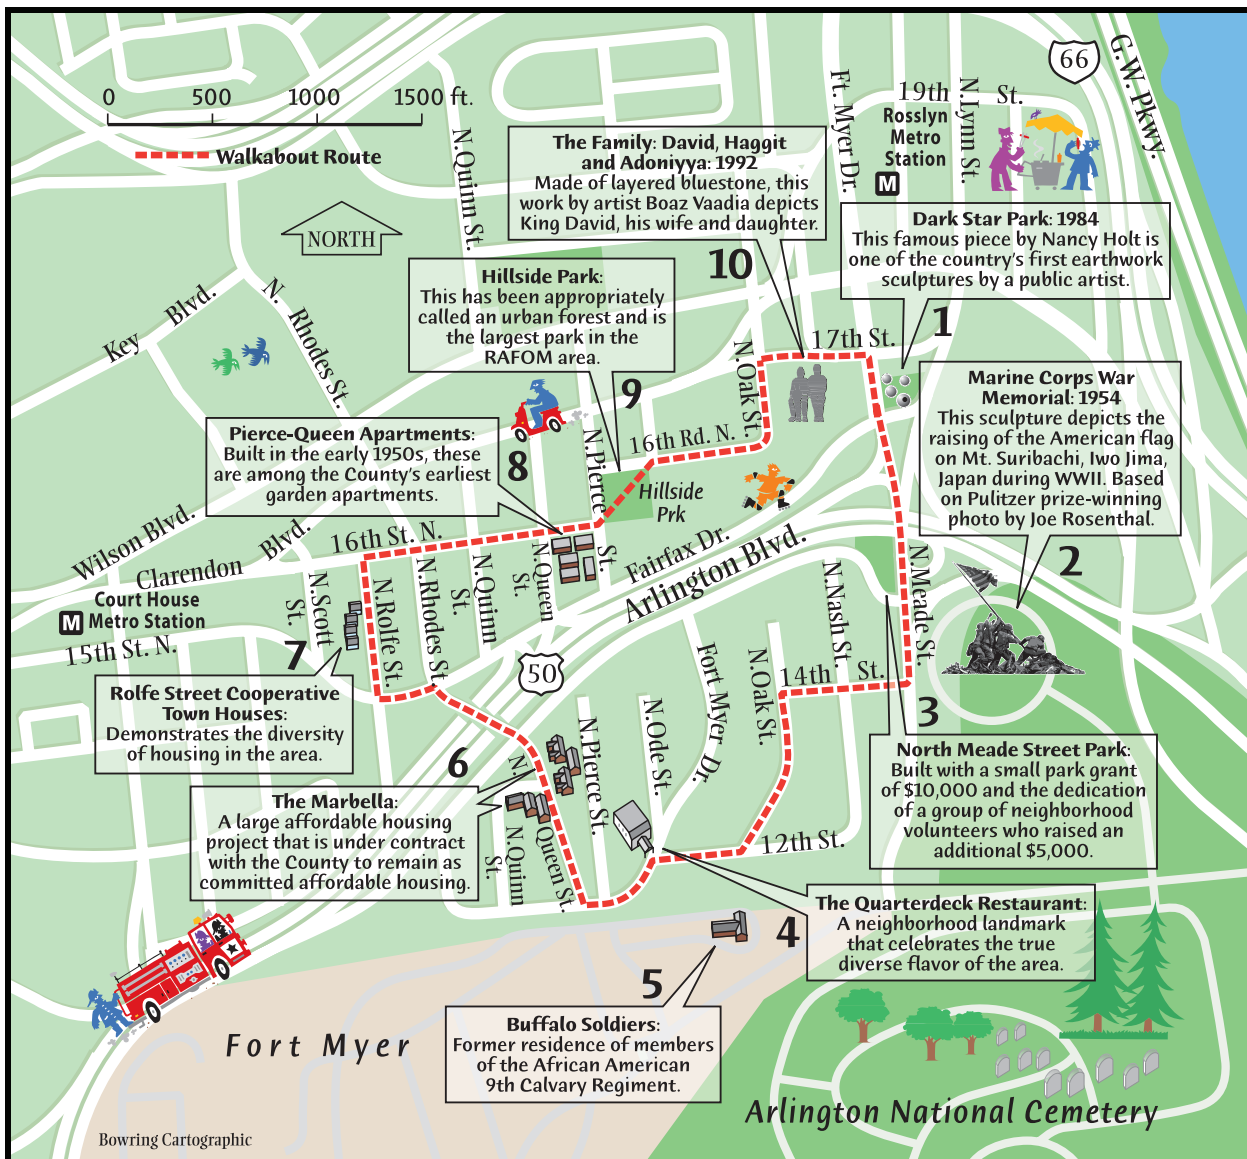 0 500 1000 1500 ft.
Walkabout Route
NORTH
66
G.W. Pkwy.
19th St.
N.Lynn St.
Ft. Myer Dr.
Rosslyn
Metro
Station
M
N.Quinn St.
The Family: David, Haggit
and Adoniyya: 1992
Made of layered bluestone, this
work by artist Boaz Vaadia depicts
King David, his wife and daughter.
10
Dark Star Park: 1984
This famous piece by Nancy Holt is
one of the country's first earthwork
sculptures by a public artist.
1
Hillside Park:
This has been appropriately
called an urban forest and is
the largest park in the
RAFOM area.
9
Key Blvd.
N. Rhodes St.
17th St.
N.Oak St.
16th Rd. N.
Marine Corps War
Memorial: 1954
This sculpture depicts the
raising of the American flag
on Mt. Suribachi, Iwo Jima,
Japan during WWII. Based
on Pulitzer prize-winning
photo by Joe Rosenthal.
2
Pierce-Queen Apartments:
Built in the early 1950s, these
are among the County's earliest
garden apartments.
8
N.Pierce St.
Hillside
Prk
Wilson Blvd.
Clarendon Blvd.
16th St. N.
Fairfax Dr.
Arlington Blvd.
Court House
M Metro Station
15th St. N.
N.Scott St.
N.Rolfe St.
N.Rhodes St.
N.Quinn St.
N.Queen St.
50
N.Nash St.
N.Meade St.
7
Rolfe Street Cooperative
Town Houses:
Demonstrates the diversity
of housing in the area.
Fort Myer Dr.
N.Oak St.
14th St.
3
North Meade Street Park:
Built with a small park grant
of $10,000 and the dedication
of a group of neighborhood
volunteers who raised an
additional $5,000.
6
The Marbella:
A large affordable housing
project that is under contract
with the County to remain as
committed affordable housing.
N. Queen St.
N.Quinn St.
N.Pierce St.
N.Ode St.
12th St.
4
The Quarterdeck Restaurant:
A neighborhood landmark
that celebrates the true
diverse flavor of the area.
5
Buffalo Soldiers:
Former residence of members
of the African American
9th Calvary Regiment.
Fort Myer
Arlington National Cemetery
Bowring Cartographic